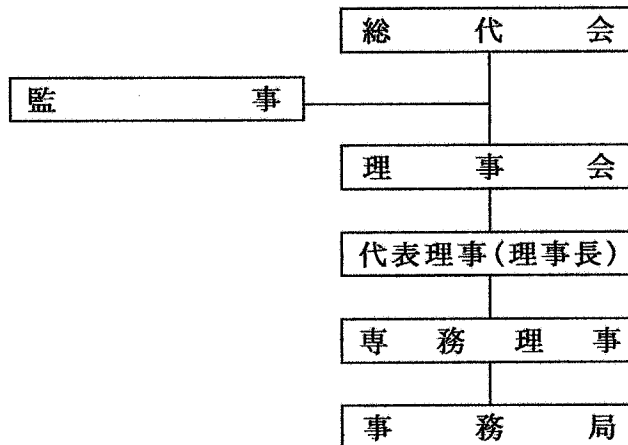 総代会
監事
理事会
代表理事(理事長)
専務理事
事務局